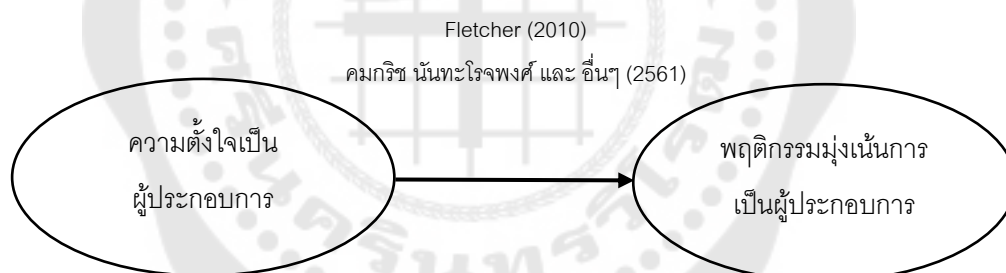 Fletcher (2010)
คมกริช นันทะโรจพงศ์ และ อื่นๆ (2561)
ความตั้งใจเป็น
ผู้ประกอบการ
พฤติกรรมมุ่งเน้นการ
เป็นผู้ประกอบการ